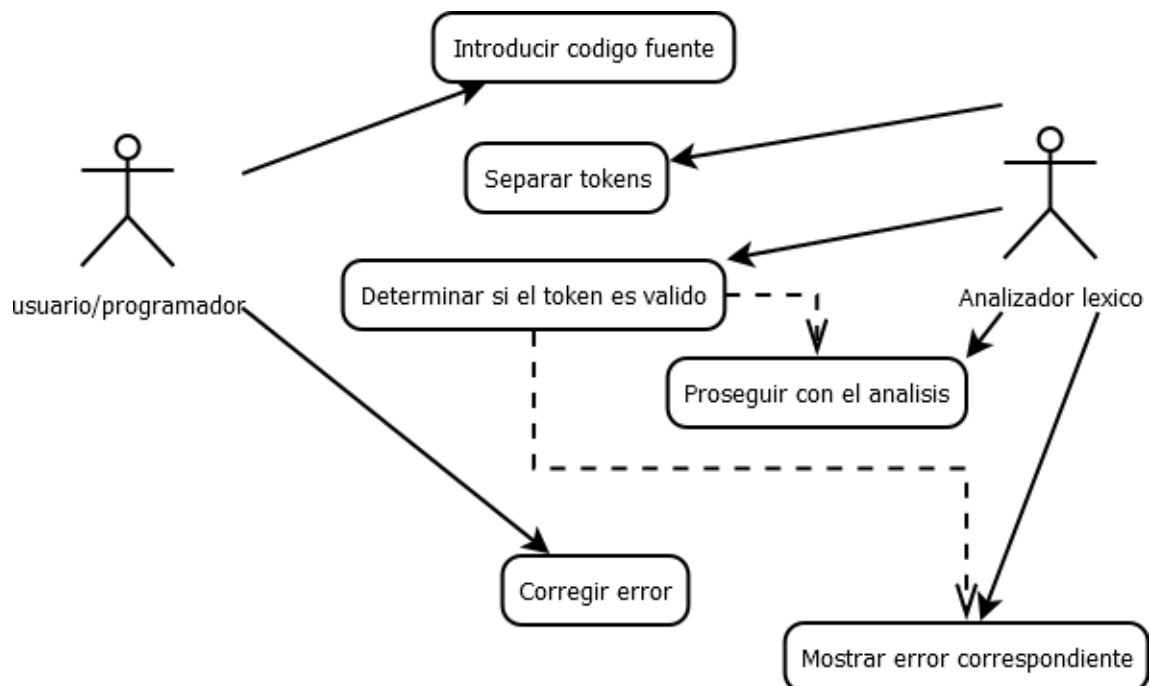 Introducir codigo fuente
Separar tokens
Determinar si el token es valido
usuario/programador
Analizador lexico
Proseguir con el analisis
Corregir error
Mostrar error correspondiente